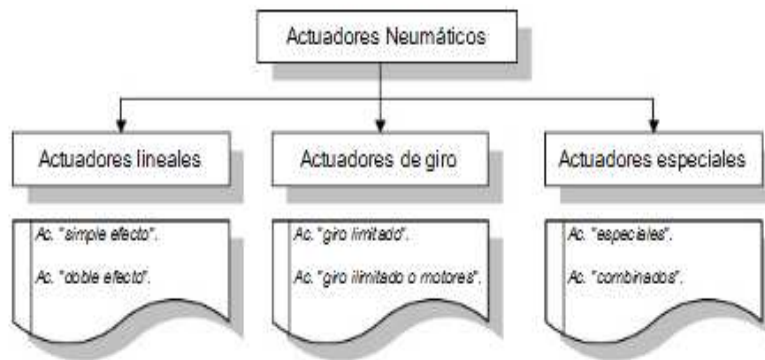 Actuadores Neumáticos
Actuadores lineales
Actuadores de giro
Actuadores especiales
Ac. "simple efecto".
Ac. "doble efecto".
Ac. "giro limitado".
Ac. "giro ilimitado o motores".
Ac. "especiales".
Ac. "combinados".